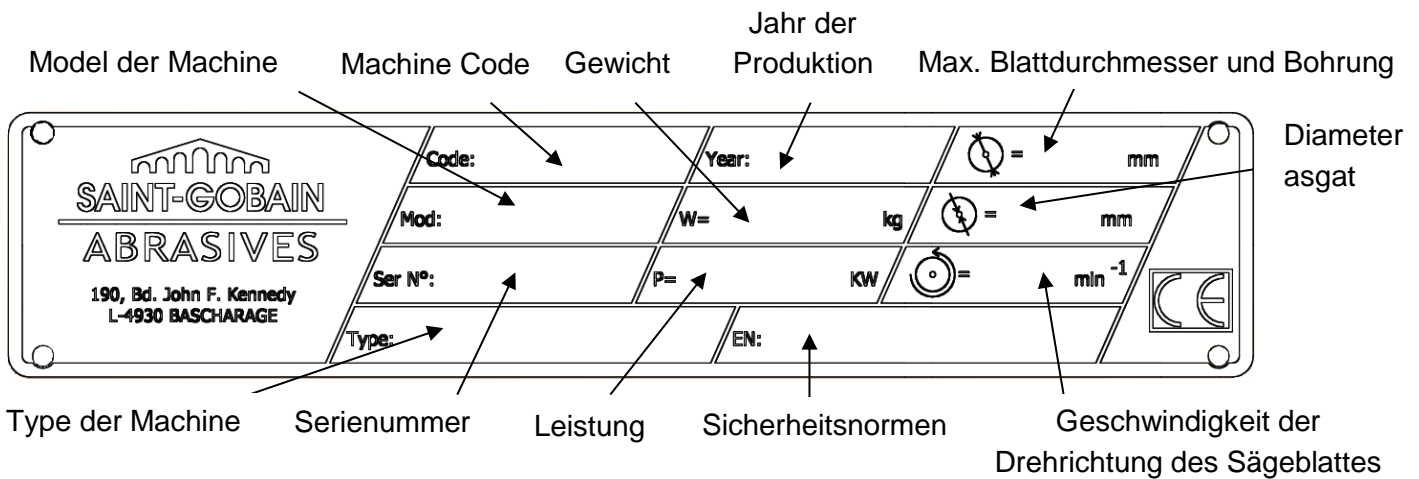 Jahr der
Produktion
Model der Machine
Machine Code
Gewicht
Max. Blattdurchmesser und Bohrung
Diameter
asgat
SAINT-GOBAIN
ABRASIVES
190, Bd. John F. Kennedy
L-4930 BASCHARAGE
Code:
Year:
= mm
Mod:
W= kg
= mm
Ser Nº:
P= KW
= min -1
Type:
EN:
CE
Type der Machine
Serienummer
Leistung
Sicherheitsnormen
Geschwindigkeit der
Drehrichtung des Sägeblattes